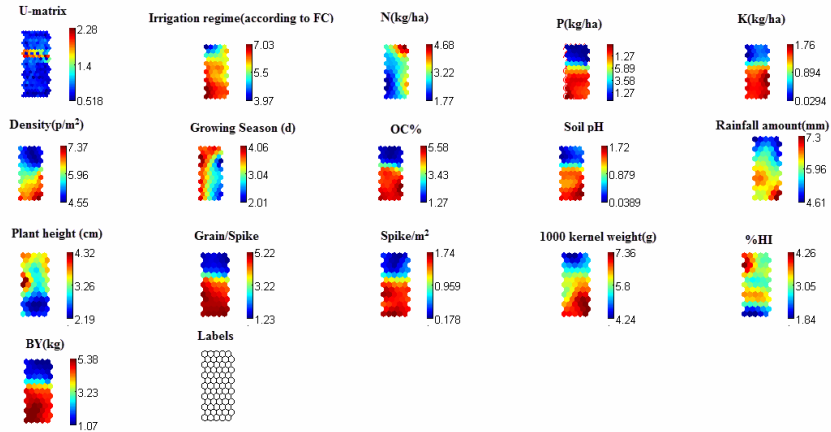 U-matrix
2.28
1.4
0.518
Irrigation regime(according to FC)
7.03
5.5
3.97
N(kg/ha)
4.68
3.22
1.77
P(kg/ha)
1.27
5.89
3.58
1.27
K(kg/ha)
1.76
0.894
0.0294
Density(p/m²)
7.37
5.96
4.55
Growing Season (d)
4.06
3.04
2.01
OC%
5.58
3.43
1.27
Soil pH
1.72
0.879
0.0389
Rainfall amount(mm)
7.3
5.96
4.61
Plant height (cm)
4.32
3.26
2.19
Grain/Spike
5.22
3.22
1.23
Spike/m²
1.74
0.959
0.178
1000 kernel weight(g)
7.36
5.8
4.24
%HI
4.26
3.05
1.84
BY(kg)
5.38
3.23
1.07
Labels